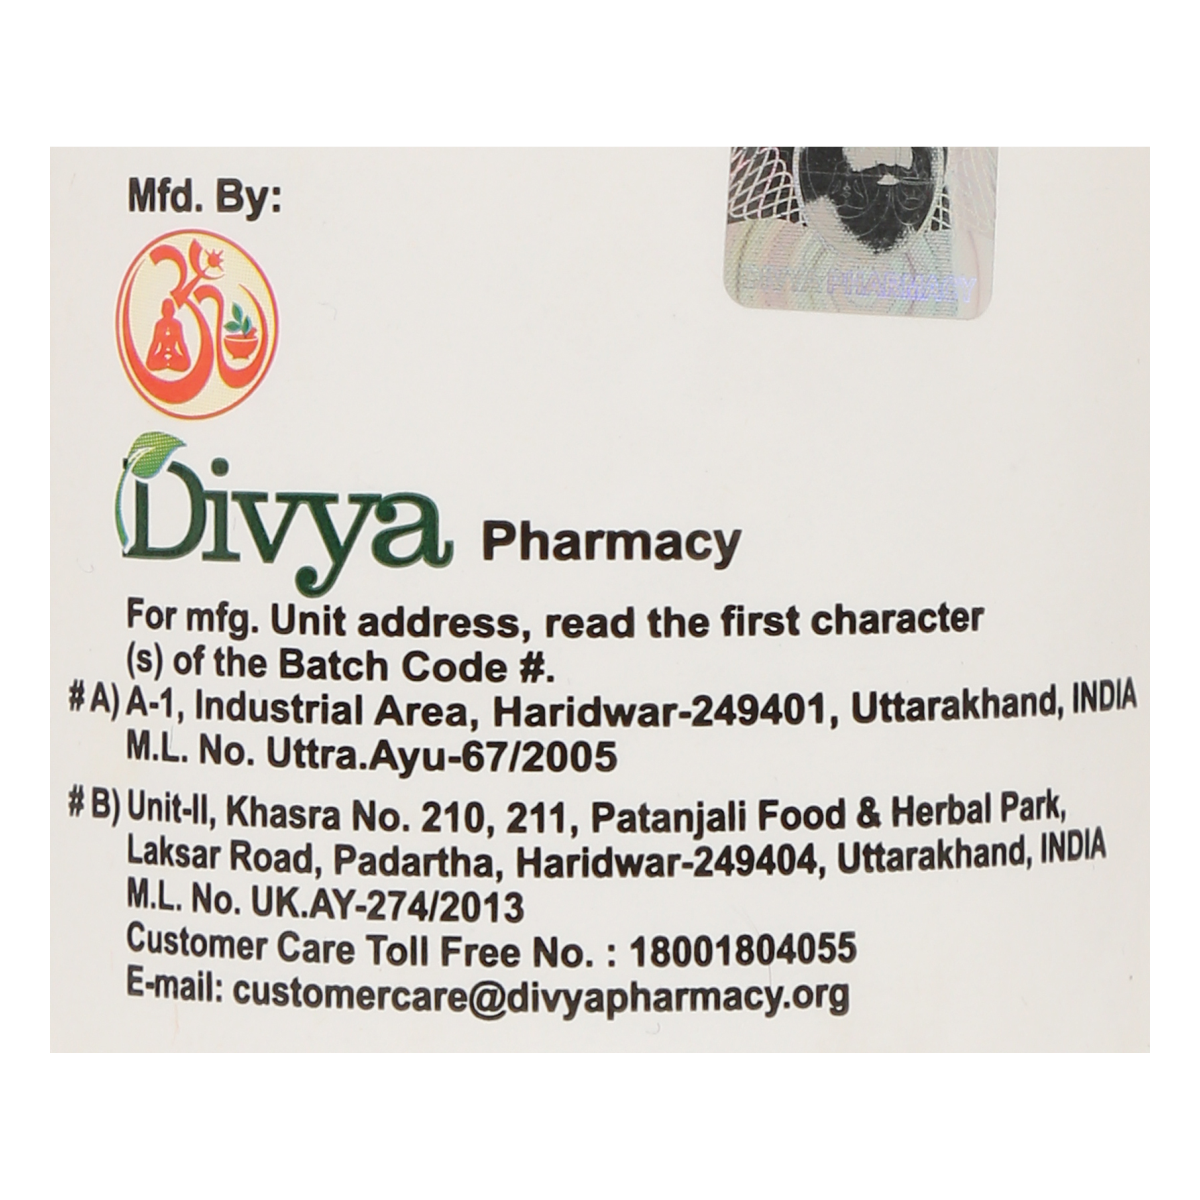 Mfd. By:
DIVYA PHARMACY
Divya Pharmacy
For mfg. Unit address, read the first character
(s) of the Batch Code #.
# A) A-1, Industrial Area, Haridwar-249401, Uttarakhand, INDIA
M.L. No. Uttra.Ayu-67/2005
# B) Unit-II, Khasra No. 210, 211, Patanjali Food & Herbal Park,
Laksar Road, Padartha, Haridwar-249404, Uttarakhand, INDIA
M.L. No. UK.AY-274/2013
Customer Care Toll Free No. : 18001804055
E-mail: customercare@divyapharmacy.org